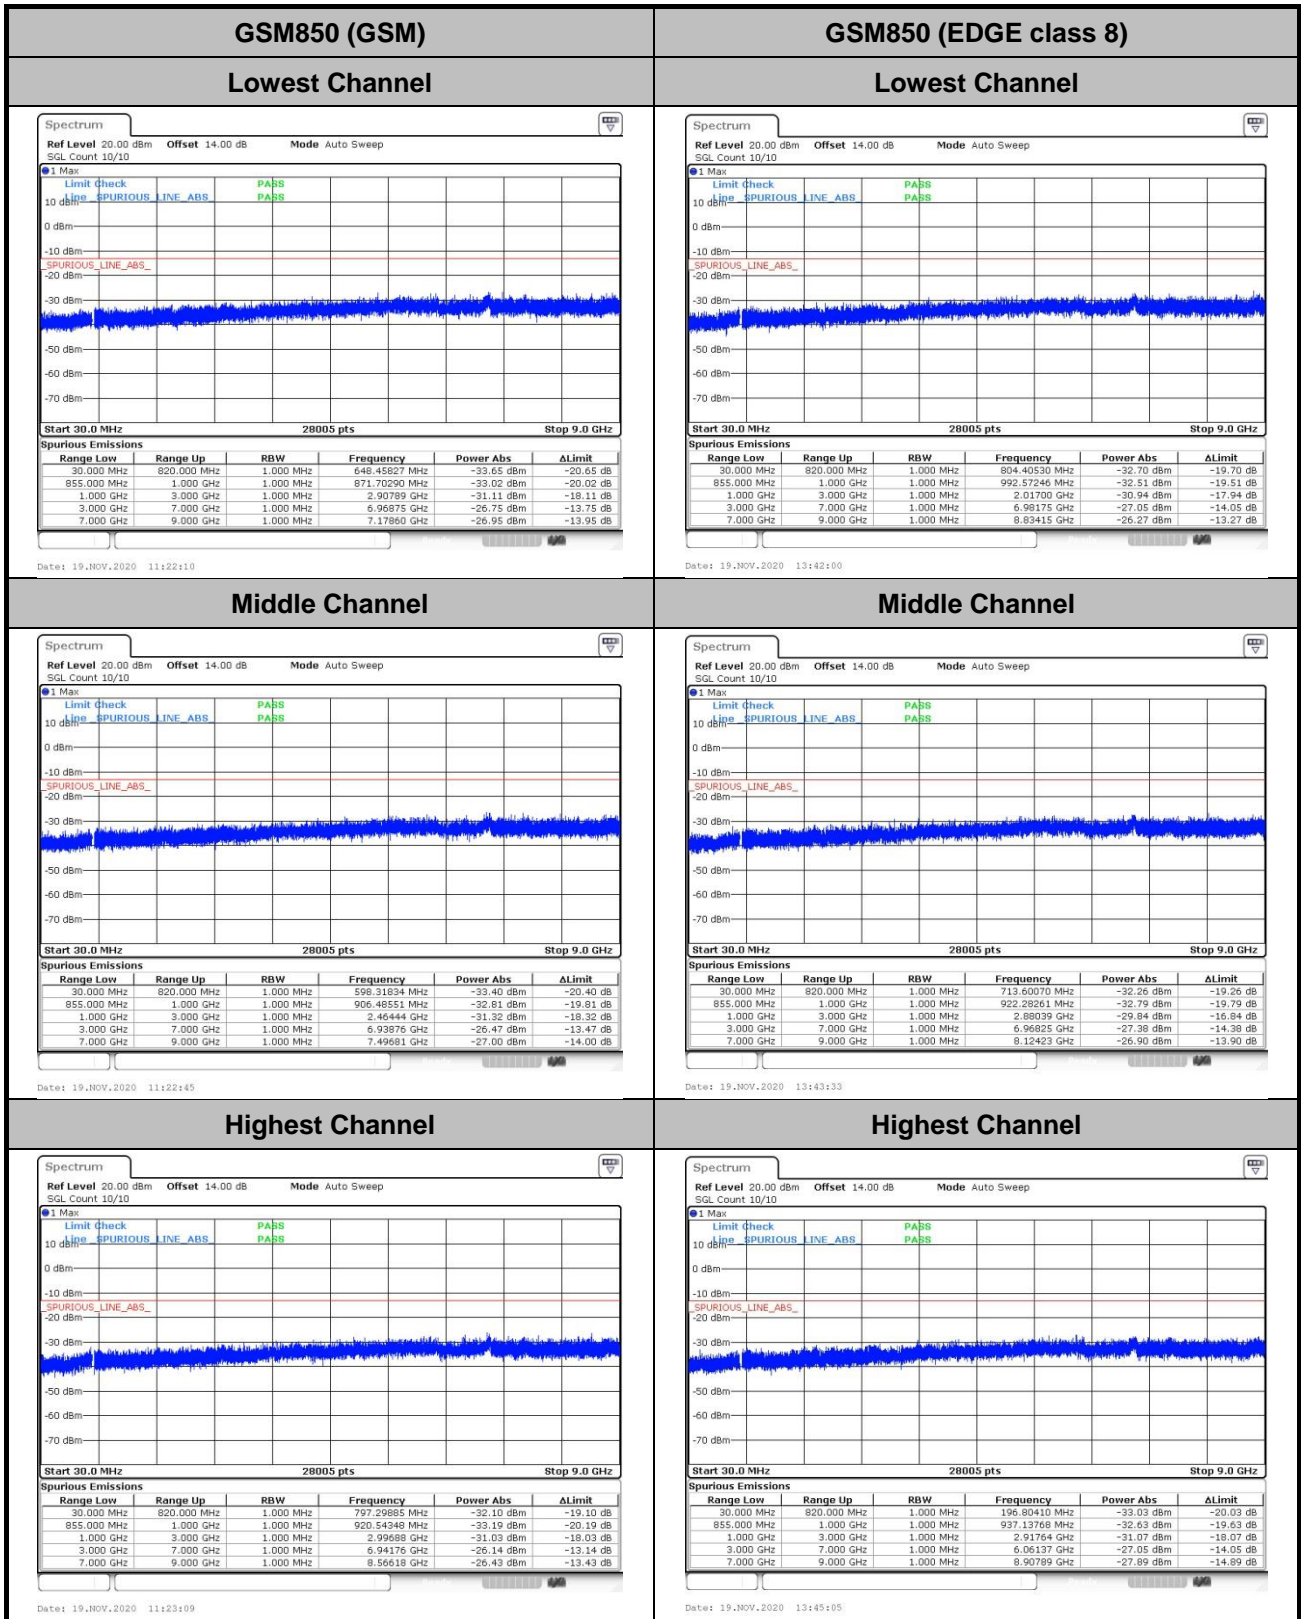 GSM850 (GSM)
GSM850 (EDGE class 8)
Lowest Channel
Lowest Channel
Spectrum
Ref Level 20.00 dBm Offset 14.00 dB Mode Auto Sweep
SGL Count 10/10
1 Max
Limit Check PASS
10 dBm Line _SPURIOUS_LINE_ABS_ PASS
0 dBm
-10 dBm
_SPURIOUS_LINE_ABS_
-20 dBm
-30 dBm
-50 dBm
-60 dBm
-70 dBm
Start 30.0 MHz 28005 pts Stop 9.0 GHz
Spurious Emissions
Range Low Range Up RBW Frequency Power Abs ΔLimit
30.000 MHz 820.000 MHz 1.000 MHz 648.45827 MHz -33.65 dBm -20.65 dB
855.000 MHz 1.000 GHz 1.000 MHz 871.70290 MHz -33.02 dBm -20.02 dB
1.000 GHz 3.000 GHz 1.000 MHz 2.90789 GHz -31.11 dBm -18.11 dB
3.000 GHz 7.000 GHz 1.000 MHz 6.96875 GHz -26.75 dBm -13.75 dB
7.000 GHz 9.000 GHz 1.000 MHz 7.17860 GHz -26.95 dBm -13.95 dB
Date: 19.NOV.2020 11:22:10
Spectrum
Ref Level 20.00 dBm Offset 14.00 dB Mode Auto Sweep
SGL Count 10/10
1 Max
Limit Check PASS
10 dBm Line _SPURIOUS_LINE_ABS_ PASS
0 dBm
-10 dBm
_SPURIOUS_LINE_ABS_
-20 dBm
-30 dBm
-50 dBm
-60 dBm
-70 dBm
Start 30.0 MHz 28005 pts Stop 9.0 GHz
Spurious Emissions
Range Low Range Up RBW Frequency Power Abs ΔLimit
30.000 MHz 820.000 MHz 1.000 MHz 804.40530 MHz -32.70 dBm -19.70 dB
855.000 MHz 1.000 GHz 1.000 MHz 992.57246 MHz -32.51 dBm -19.51 dB
1.000 GHz 3.000 GHz 1.000 MHz 2.01700 GHz -30.94 dBm -17.94 dB
3.000 GHz 7.000 GHz 1.000 MHz 6.98175 GHz -27.05 dBm -14.05 dB
7.000 GHz 9.000 GHz 1.000 MHz 8.83415 GHz -26.27 dBm -13.27 dB
Date: 19.NOV.2020 13:42:00
Middle Channel
Middle Channel
Spectrum
Ref Level 20.00 dBm Offset 14.00 dB Mode Auto Sweep
SGL Count 10/10
1 Max
Limit Check PASS
10 dBm Line _SPURIOUS_LINE_ABS_ PASS
0 dBm
-10 dBm
_SPURIOUS_LINE_ABS_
-20 dBm
-30 dBm
-50 dBm
-60 dBm
-70 dBm
Start 30.0 MHz 28005 pts Stop 9.0 GHz
Spurious Emissions
Range Low Range Up RBW Frequency Power Abs ΔLimit
30.000 MHz 820.000 MHz 1.000 MHz 598.31834 MHz -33.40 dBm -20.40 dB
855.000 MHz 1.000 GHz 1.000 MHz 906.48551 MHz -32.81 dBm -19.81 dB
1.000 GHz 3.000 GHz 1.000 MHz 2.46444 GHz -31.32 dBm -18.32 dB
3.000 GHz 7.000 GHz 1.000 MHz 6.93876 GHz -26.47 dBm -13.47 dB
7.000 GHz 9.000 GHz 1.000 MHz 7.49681 GHz -27.00 dBm -14.00 dB
Date: 19.NOV.2020 11:22:45
Spectrum
Ref Level 20.00 dBm Offset 14.00 dB Mode Auto Sweep
SGL Count 10/10
1 Max
Limit Check PASS
10 dBm Line _SPURIOUS_LINE_ABS_ PASS
0 dBm
-10 dBm
_SPURIOUS_LINE_ABS_
-20 dBm
-30 dBm
-50 dBm
-60 dBm
-70 dBm
Start 30.0 MHz 28005 pts Stop 9.0 GHz
Spurious Emissions
Range Low Range Up RBW Frequency Power Abs ΔLimit
30.000 MHz 820.000 MHz 1.000 MHz 713.60070 MHz -32.26 dBm -19.26 dB
855.000 MHz 1.000 GHz 1.000 MHz 922.28261 MHz -32.79 dBm -19.79 dB
1.000 GHz 3.000 GHz 1.000 MHz 2.88039 GHz -29.84 dBm -16.84 dB
3.000 GHz 7.000 GHz 1.000 MHz 6.96825 GHz -27.38 dBm -14.38 dB
7.000 GHz 9.000 GHz 1.000 MHz 8.12423 GHz -26.90 dBm -13.90 dB
Date: 19.NOV.2020 13:43:33
Highest Channel
Highest Channel
Spectrum
Ref Level 20.00 dBm Offset 14.00 dB Mode Auto Sweep
SGL Count 10/10
1 Max
Limit Check PASS
10 dBm Line _SPURIOUS_LINE_ABS_ PASS
0 dBm
-10 dBm
_SPURIOUS_LINE_ABS_
-20 dBm
-30 dBm
-50 dBm
-60 dBm
-70 dBm
Start 30.0 MHz 28005 pts Stop 9.0 GHz
Spurious Emissions
Range Low Range Up RBW Frequency Power Abs ΔLimit
30.000 MHz 820.000 MHz 1.000 MHz 797.29885 MHz -32.10 dBm -19.10 dB
855.000 MHz 1.000 GHz 1.000 MHz 920.54348 MHz -33.19 dBm -20.19 dB
1.000 GHz 3.000 GHz 1.000 MHz 2.99688 GHz -31.03 dBm -18.03 dB
3.000 GHz 7.000 GHz 1.000 MHz 6.94176 GHz -26.14 dBm -13.14 dB
7.000 GHz 9.000 GHz 1.000 MHz 8.56618 GHz -26.43 dBm -13.43 dB
Date: 19.NOV.2020 11:23:09
Spectrum
Ref Level 20.00 dBm Offset 14.00 dB Mode Auto Sweep
SGL Count 10/10
1 Max
Limit Check PASS
10 dBm Line _SPURIOUS_LINE_ABS_ PASS
0 dBm
-10 dBm
_SPURIOUS_LINE_ABS_
-20 dBm
-30 dBm
-50 dBm
-60 dBm
-70 dBm
Start 30.0 MHz 28005 pts Stop 9.0 GHz
Spurious Emissions
Range Low Range Up RBW Frequency Power Abs ΔLimit
30.000 MHz 820.000 MHz 1.000 MHz 196.80410 MHz -33.03 dBm -20.03 dB
855.000 MHz 1.000 GHz 1.000 MHz 937.13768 MHz -32.63 dBm -19.63 dB
1.000 GHz 3.000 GHz 1.000 MHz 2.91764 GHz -31.07 dBm -18.07 dB
3.000 GHz 7.000 GHz 1.000 MHz 6.06137 GHz -27.05 dBm -14.05 dB
7.000 GHz 9.000 GHz 1.000 MHz 8.90789 GHz -27.89 dBm -14.89 dB
Date: 19.NOV.2020 13:45:05